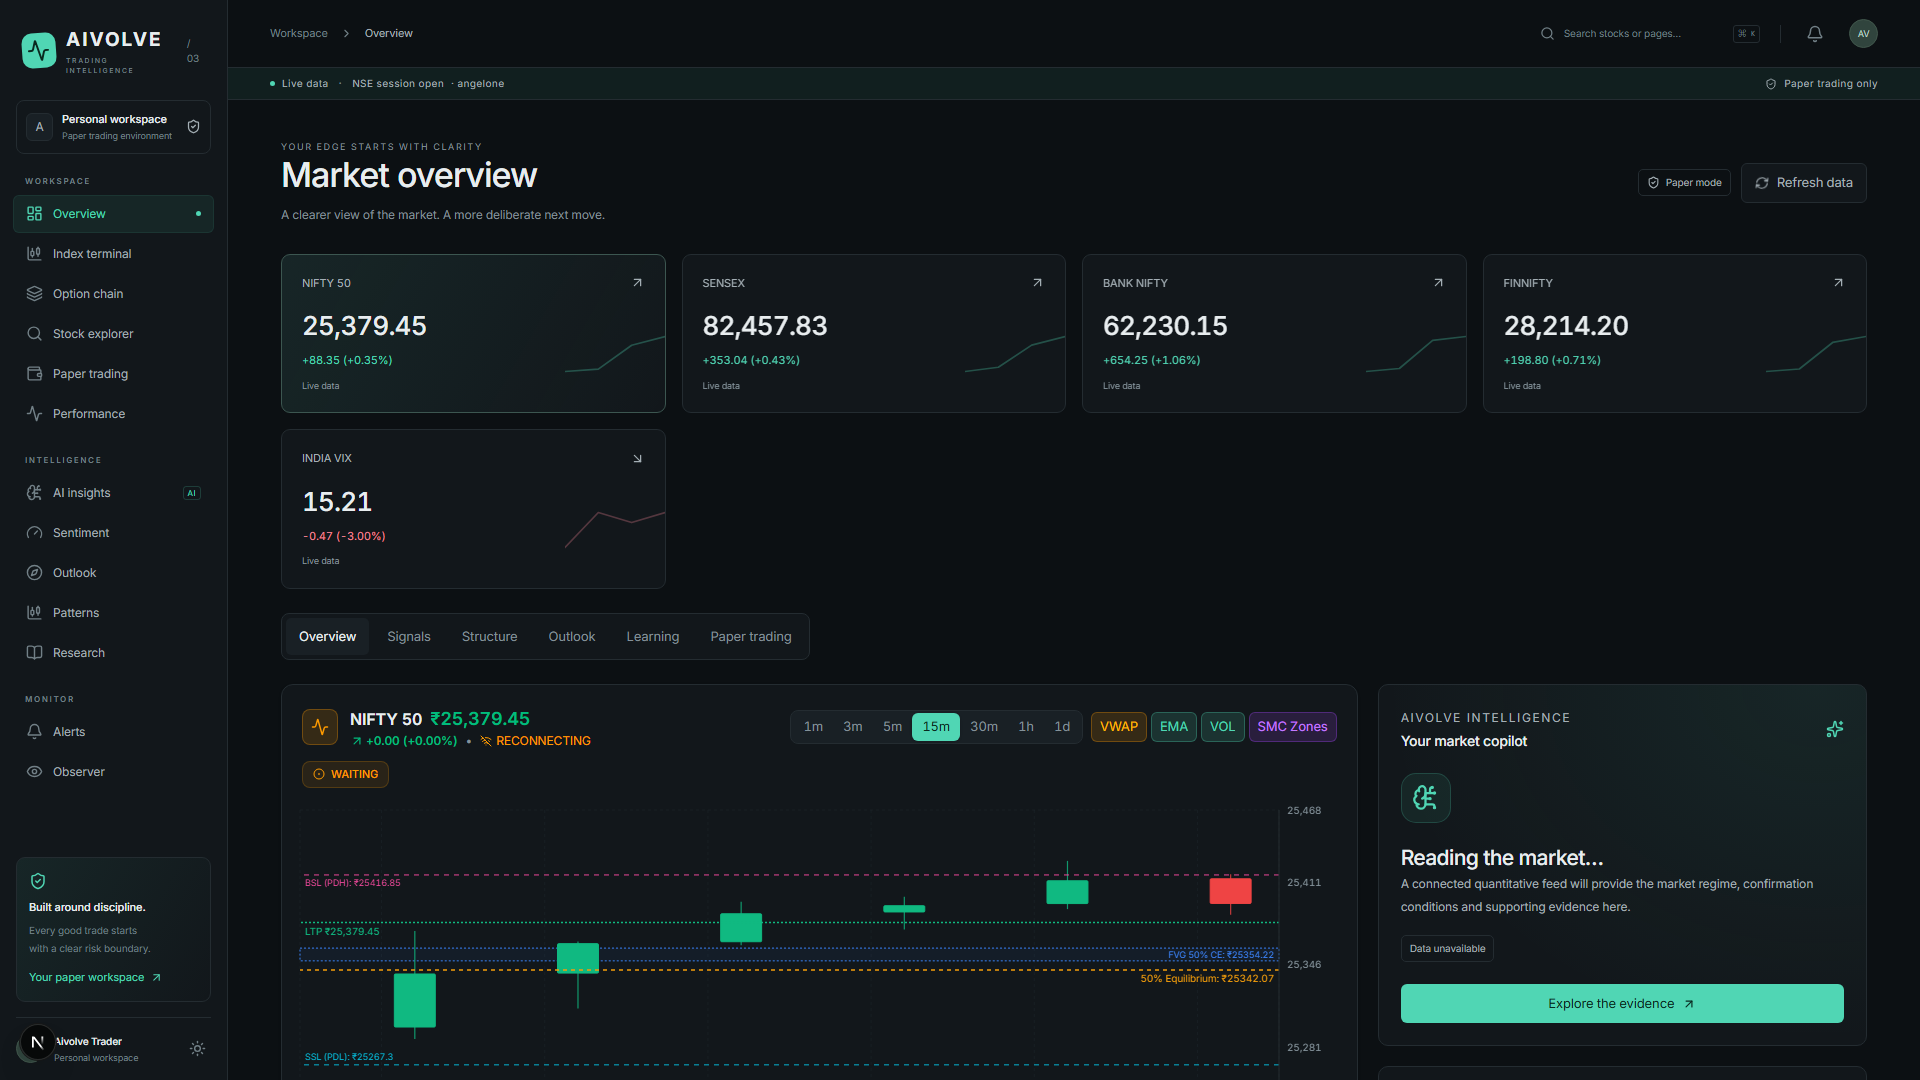 AIVOLVE
TRADING
INTELLIGENCE
/
03
A
Personal workspace
Paper trading environment
WORKSPACE
Overview
Index terminal
Option chain
Stock explorer
Paper trading
Performance
INTELLIGENCE
AI insights
AI
Sentiment
Outlook
Patterns
Research
MONITOR
Alerts
Observer
Built around discipline.
Every good trade starts
with a clear risk boundary.
Your paper workspace
N
Aivolve Trader
Personal workspace
Workspace
Overview
Search stocks or pages...
⌘ K
AV
Live data · NSE session open · angelone
Paper trading only
YOUR EDGE STARTS WITH CLARITY
Market overview
A clearer view of the market. A more deliberate next move.
Paper mode
Refresh data
NIFTY 50
25,379.45
+88.35 (+0.35%)
Live data
SENSEX
82,457.83
+353.04 (+0.43%)
Live data
BANK NIFTY
62,230.15
+654.25 (+1.06%)
Live data
FINNIFTY
28,214.20
+198.80 (+0.71%)
Live data
INDIA VIX
15.21
-0.47 (-3.00%)
Live data
Overview
Signals
Structure
Outlook
Learning
Paper trading
NIFTY 50 ₹25,379.45
+0.00 (+0.00%) • RECONNECTING
WAITING
1m
3m
5m
15m
30m
1h
1d
VWAP
EMA
VOL
SMC Zones
25,468
BSL (PDH): ₹25416.85
25,411
LTP ₹25,379.45
FVG 50% CE: ₹25354.22
25,346
50% Equilibrium: ₹25342.07
25,281
SSL (PDL): ₹25267.3
AIVOLVE INTELLIGENCE
Your market copilot
Reading the market...
A connected quantitative feed will provide the market regime, confirmation
conditions and supporting evidence here.
Data unavailable
Explore the evidence